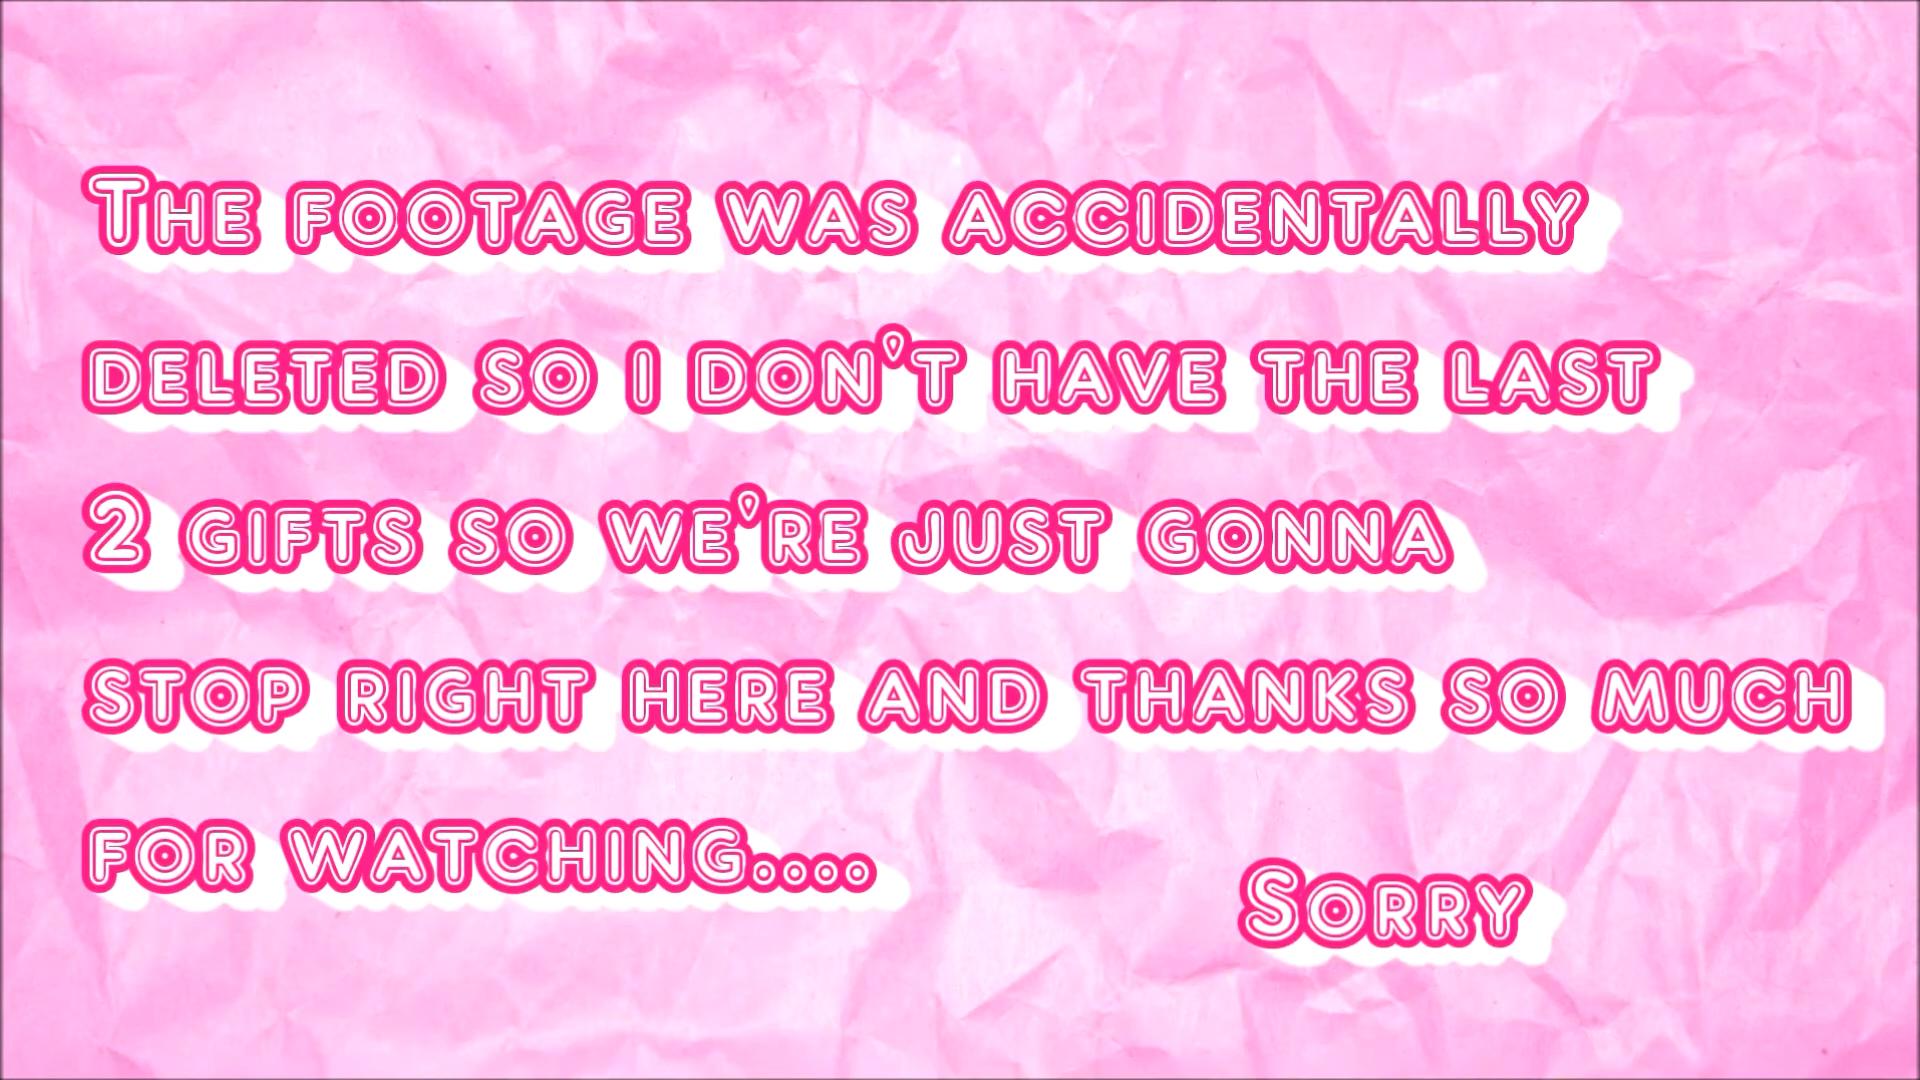 The footage was accidentally
deleted so i don't have the last
2 gifts so we're just gonna
stop right here and thanks so much
for watching....
Sorry